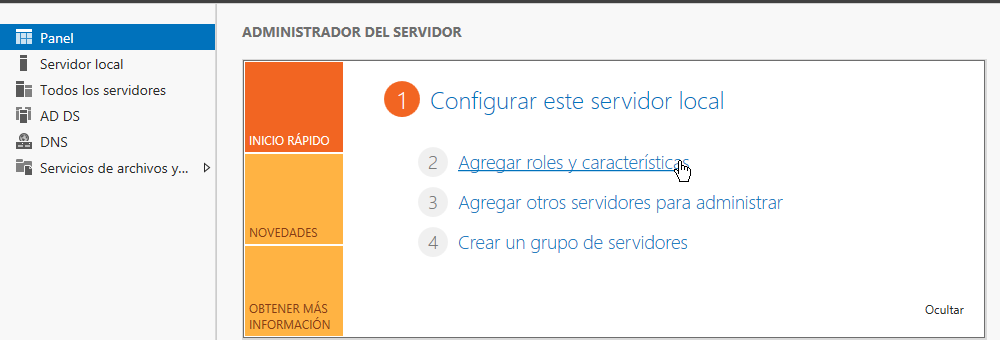 Panel
Servidor local
Todos los servidores
AD DS
DNS
Servicios de archivos y...
ADMINISTRADOR DEL SERVIDOR
INICIO RÁPIDO
NOVEDADES
OBTENER MÁS
INFORMACIÓN
1 Configurar este servidor local
2 Agregar roles y características
3 Agregar otros servidores para administrar
4 Crear un grupo de servidores
Ocultar